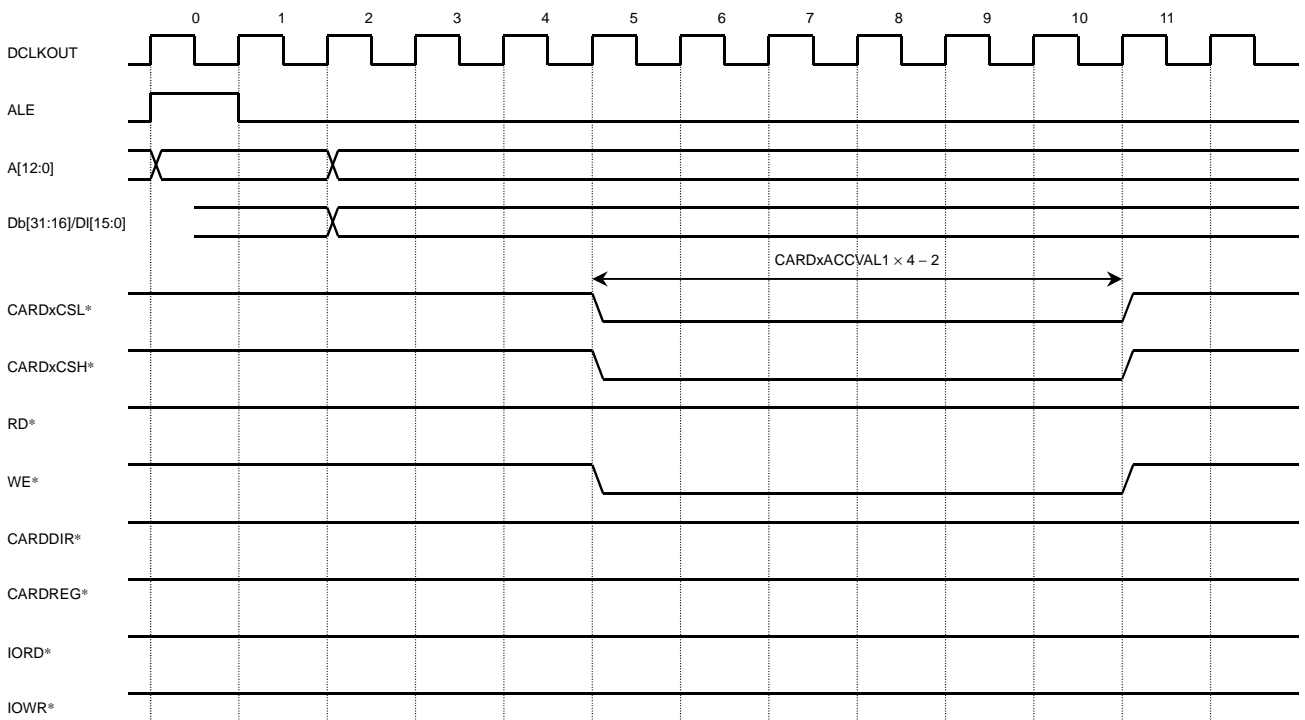 0 1 2 3 4 5 6 7 8 9 10 11
DCLKOUT
ALE
A[12:0]
Db[31:16]/DI[15:0]
CARDxACCVAL1 × 4 − 2
CARDxCSL*
CARDxCSH*
RD*
WE*
CARDDIR*
CARDREG*
IORD*
IOWR*